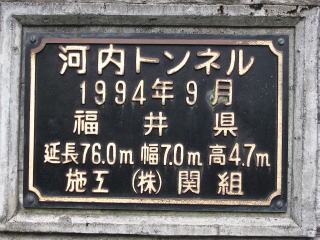 河内トンネル
1994年9月
福井県
延長76.0m 幅7.0m 高4.7m
施工 (株) 関組